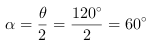 α = θ/2 = 120°/2 = 60°